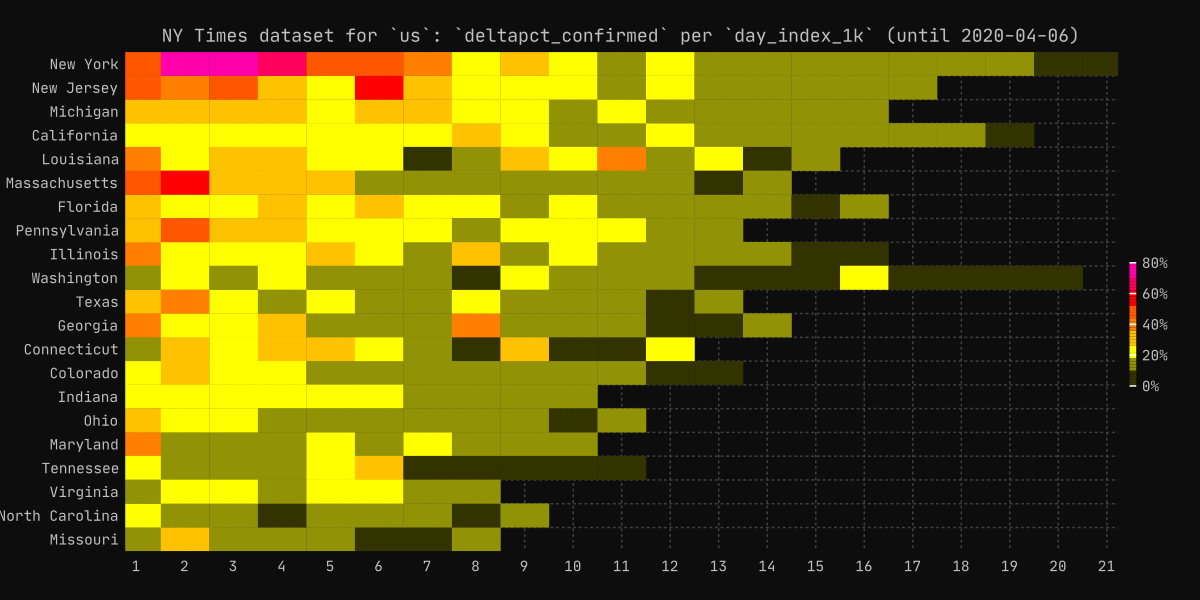 NY Times dataset for `us`: `deltapct_confirmed` per `day_index_1k` (until 2020-04-06)
New York
New Jersey
Michigan
California
Louisiana
Massachusetts
Florida
Pennsylvania
Illinois
Washington
Texas
Georgia
Connecticut
Colorado
Indiana
Ohio
Maryland
Tennessee
Virginia
North Carolina
Missouri
80%
60%
40%
20%
0%
1 2 3 4 5 6 7 8 9 10 11 12 13 14 15 16 17 18 19 20 21